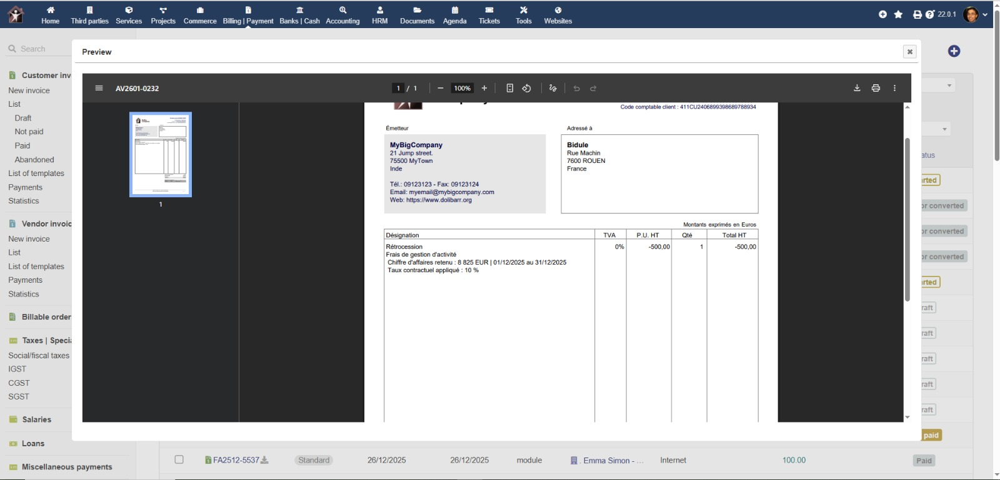 Home Third parties Services Projects Commerce Billing | Payment Banks | Cash Accounting HRM Documents Agenda Tickets Tools Websites 22.0.1
Search
Preview
Customer inv
New invoice
List
Draft
Not paid
Paid
Abandoned
List of templates
Payments
Statistics
Vendor invoic
New invoice
List
List of templates
Payments
Statistics
Billable order
Taxes | Specia
Social/fiscal taxes
IGST
CGST
SGST
Salaries
Loans
Miscellaneous payments
AV2601-0232 1 / 1 100%
1
Code comptable client : 411CU2406899398689788934
Émetteur
MyBigCompany
21 Jump street.
75500 MyTown
Inde
Tél.: 09123123 - Fax: 09123124
Email: myemail@mybigcompany.com
Web: https://www.dolibarr.org
Adressé à
Bidule
Rue Machin
7600 ROUEN
France
Montants exprimés en Euros
Désignation TVA P.U. HT Qté Total HT
Rétrocession 0% -500,00 1 -500,00
Frais de gestion d'activité
Chiffre d'affaires retenu : 8 825 EUR | 01/12/2025 au 31/12/2025
Taux contractuel appliqué : 10 %
atus
rted
or converted
or converted
or converted
rted
raft
raft
raft
raft
raft
paid
FA2512-5537 Standard 26/12/2025 26/12/2025 module . Emma Simon - ... Internet 100.00 Paid